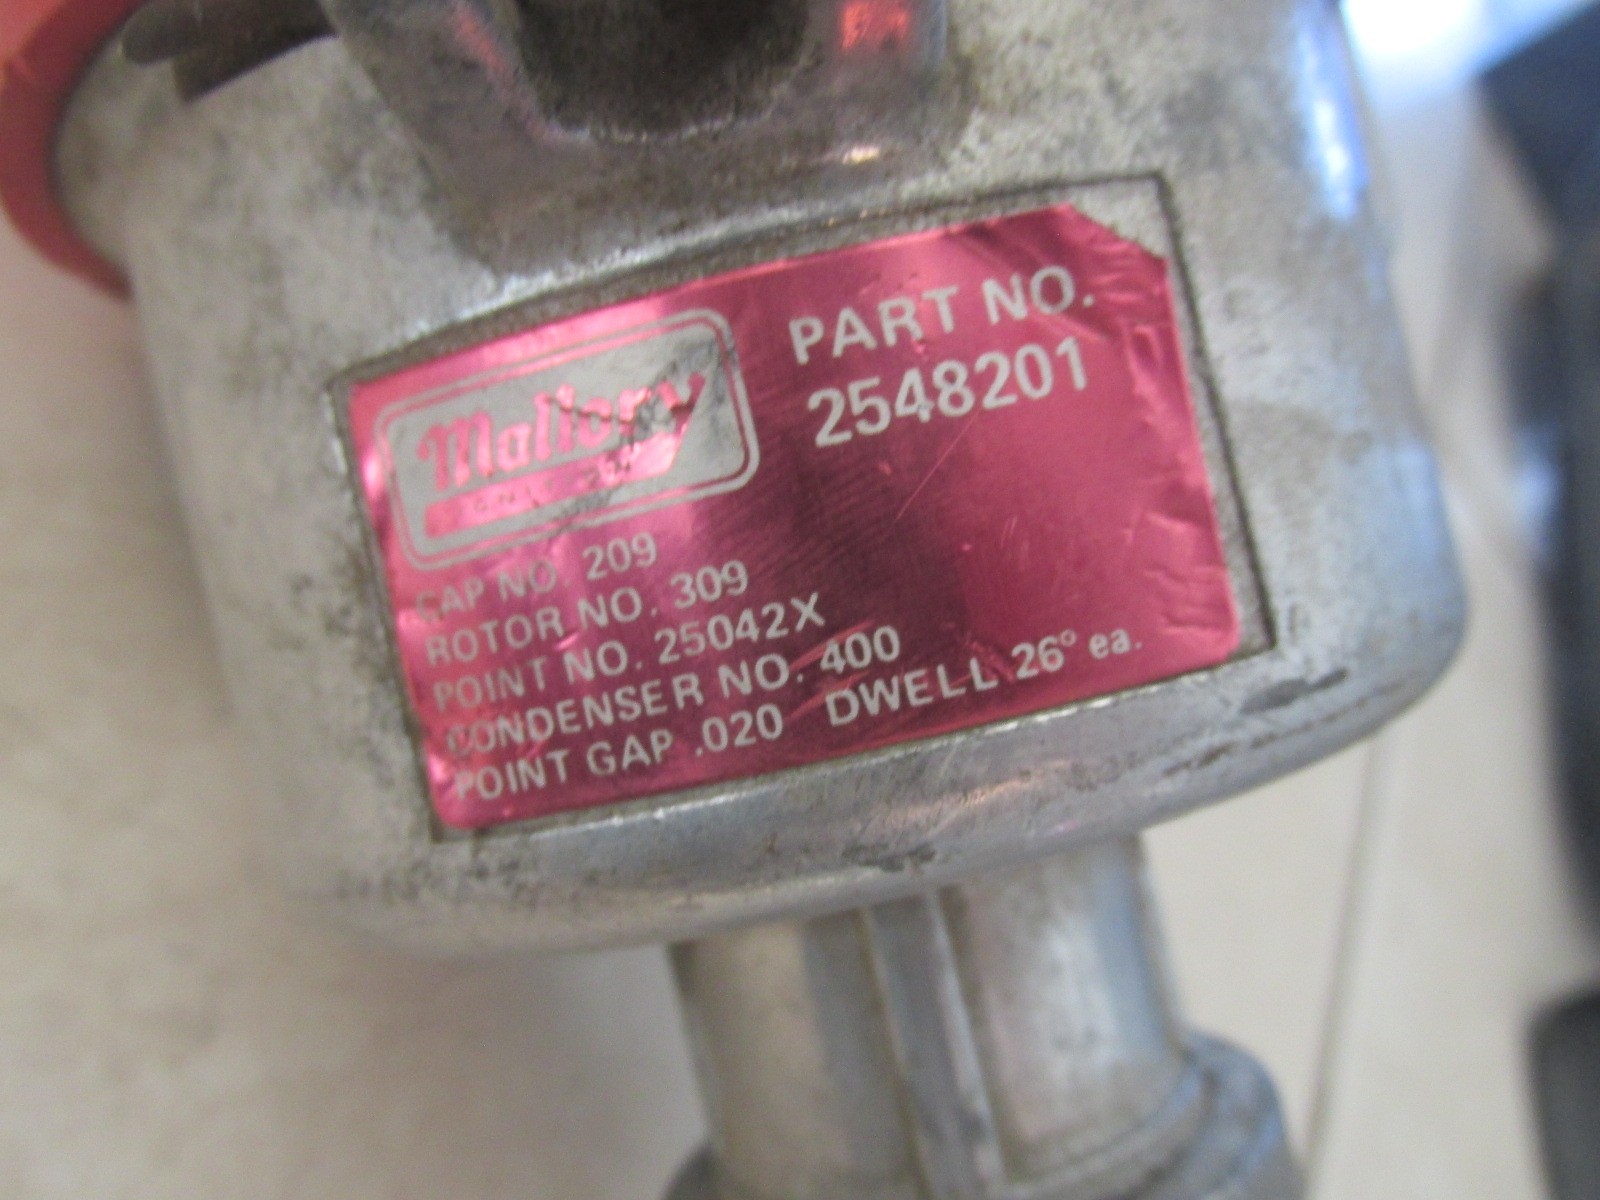 Mallory
PART NO.
2548201
CAP NO. 209
ROTOR NO. 309
POINT NO. 25042X
CONDENSER NO. 400
POINT GAP .020 DWELL 26° ea.